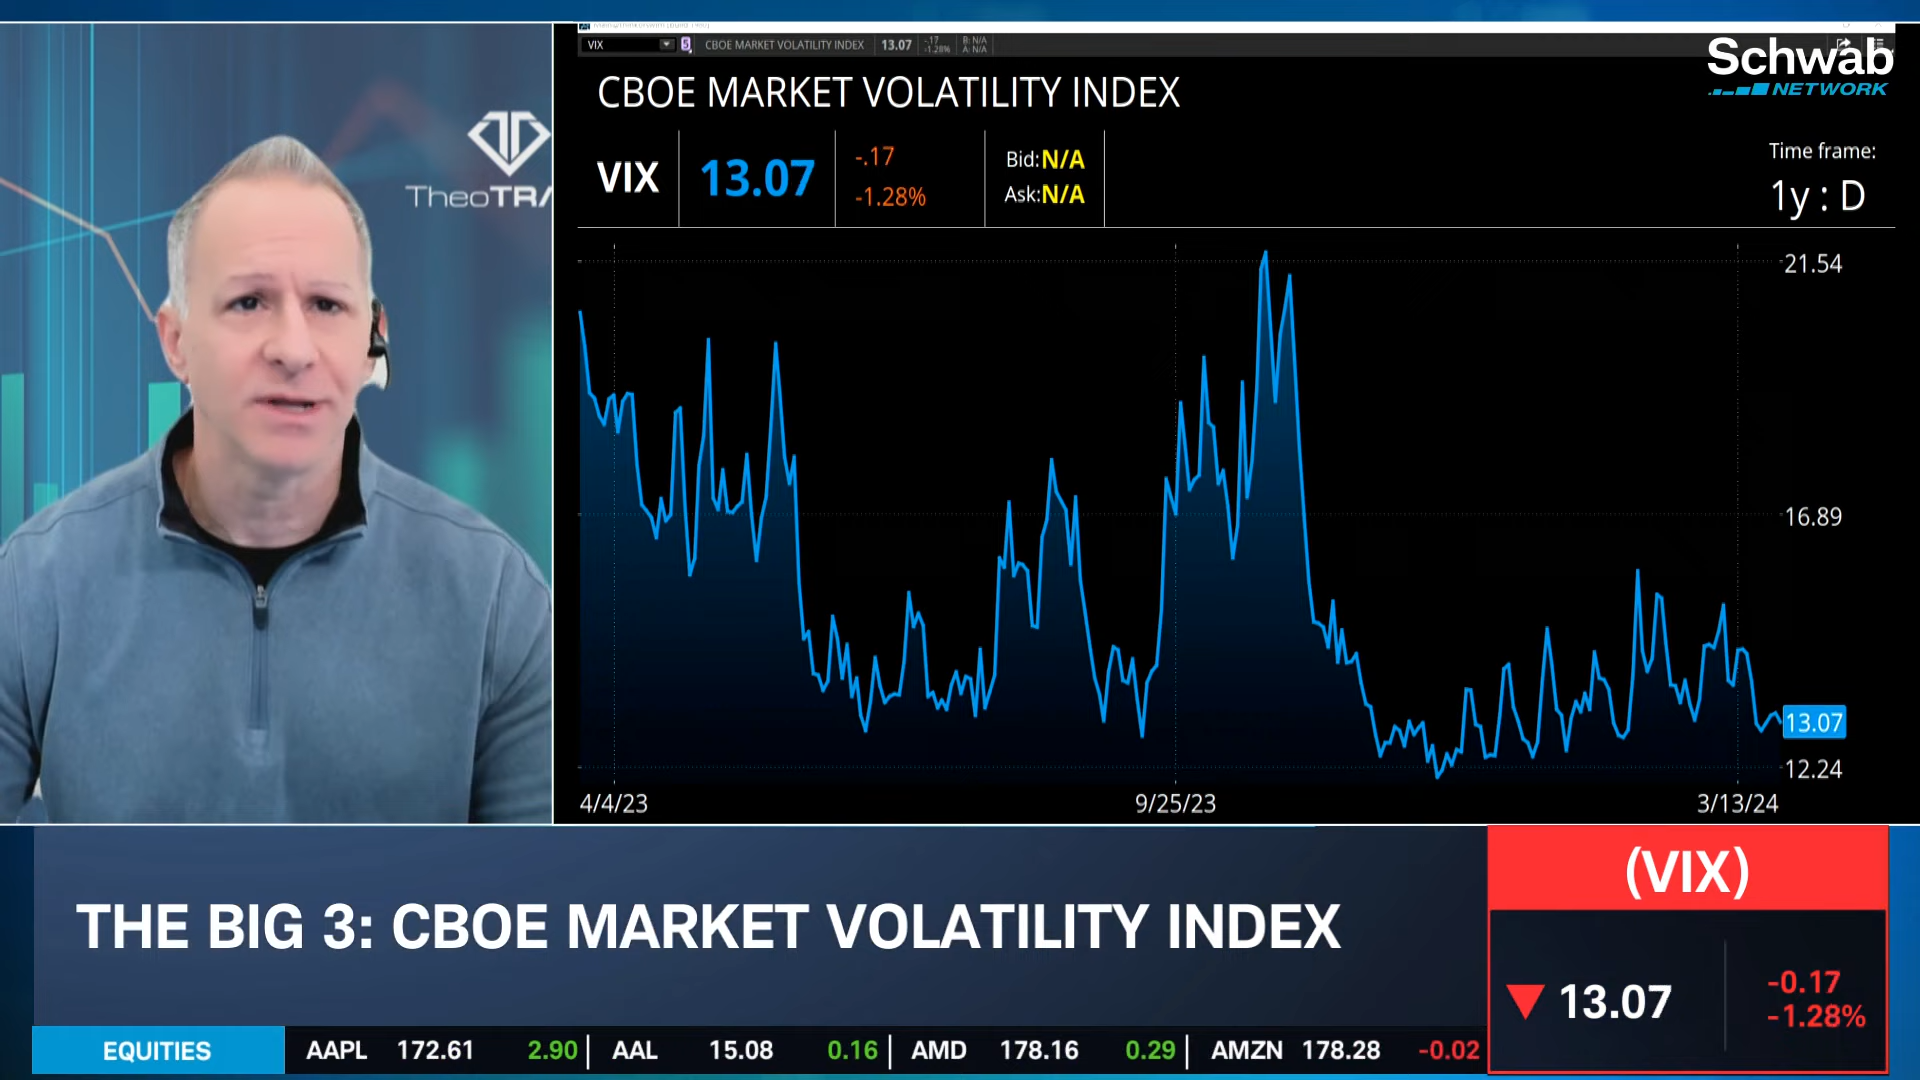 VIX
CBOE MARKET VOLATILITY INDEX
13.07
-.17
-1.28%
B: N/A
A: N/A
Schwab
NETWORK
CBOE MARKET VOLATILITY INDEX
VIX
13.07
-.17
-1.28%
Bid:N/A
Ask:N/A
Time frame:
1y : D
TheoTRA
21.54
16.89
13.07
12.24
4/4/23
9/25/23
3/13/24
THE BIG 3: CBOE MARKET VOLATILITY INDEX
(VIX)
13.07
-0.17
-1.28%
EQUITIES
AAPL 172.61 2.90 AAL 15.08 0.16 AMD 178.16 0.29 AMZN 178.28 -0.02